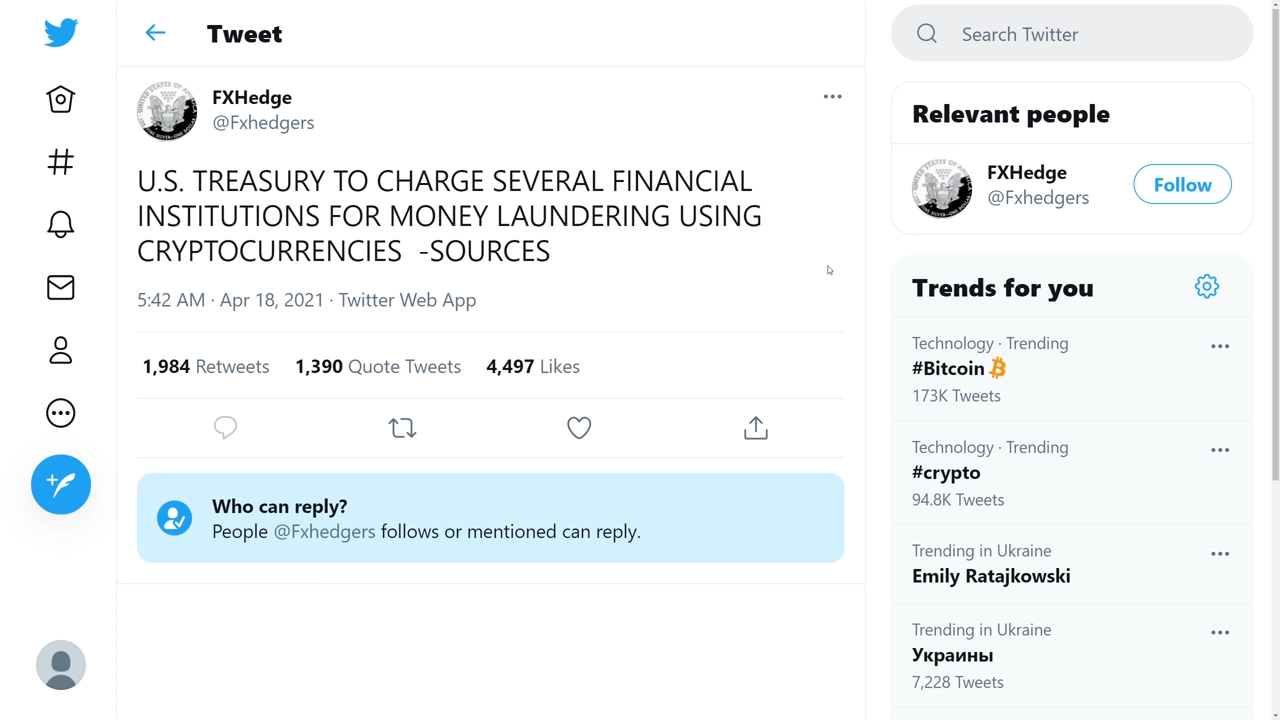 Tweet
FXHedge
@Fxhedgers
U.S. TREASURY TO CHARGE SEVERAL FINANCIAL
INSTITUTIONS FOR MONEY LAUNDERING USING
CRYPTOCURRENCIES -SOURCES
5:42 AM · Apr 18, 2021 · Twitter Web App
1,984 Retweets 1,390 Quote Tweets 4,497 Likes
Who can reply?
People @Fxhedgers follows or mentioned can reply.
Search Twitter
Relevant people
FXHedge
@Fxhedgers
Follow
Trends for you
Technology · Trending
#Bitcoin
173K Tweets
Technology · Trending
#crypto
94.8K Tweets
Trending in Ukraine
Emily Ratajkowski
Trending in Ukraine
Украины
7,228 Tweets